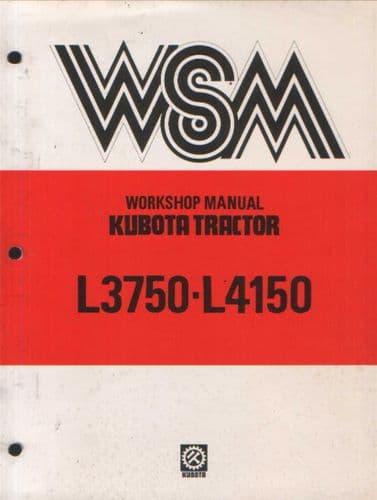 WSM
WORKSHOP MANUAL
KUBOTA TRACTOR
L3750·L4150
KUBOTA